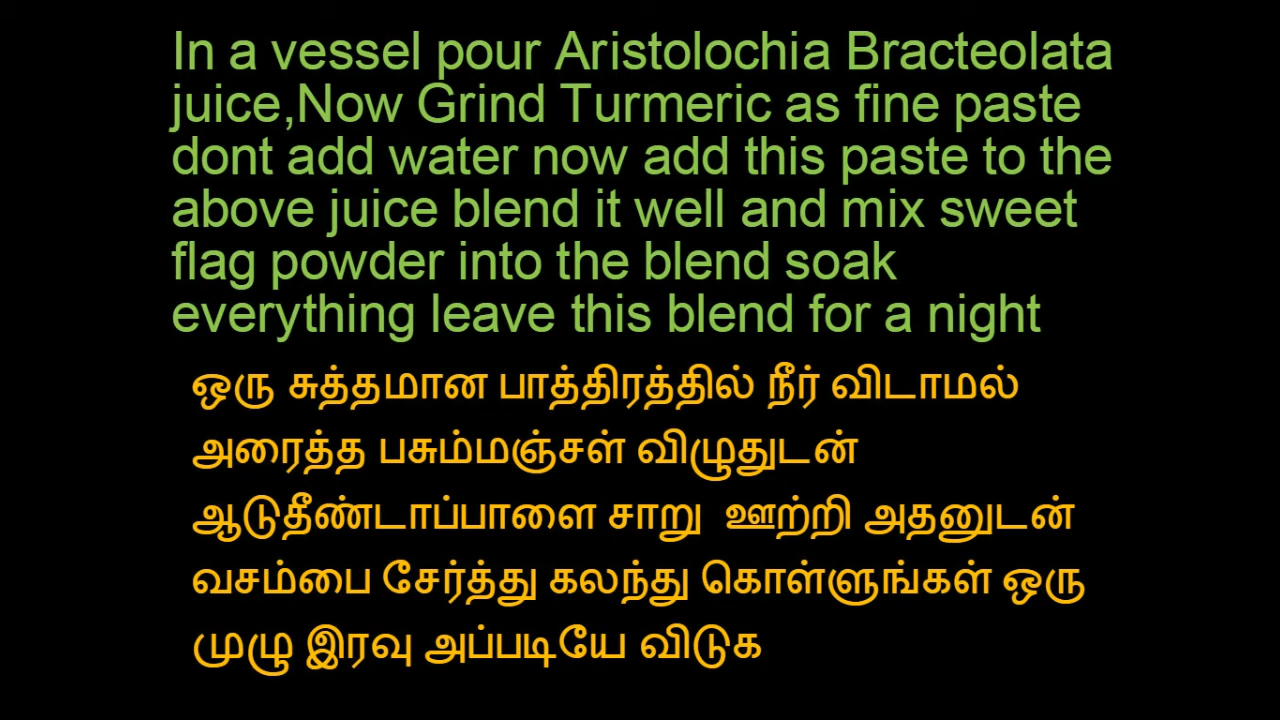 In a vessel pour Aristolochia Bracteolata
juice,Now Grind Turmeric as fine paste
dont add water now add this paste to the
above juice blend it well and mix sweet
flag powder into the blend soak
everything leave this blend for a night
ஒரு சுத்தமான பாத்திரத்தில் நீர் விடாமல்
அரைத்த பசும்மஞ்சள் விழுதுடன்
ஆடுதீண்டாப்பாளை சாறு  ஊற்றி அதனுடன்
வசம்பை சேர்த்து கலந்து கொள்ளுங்கள் ஒரு
முழு இரவு அப்படியே விடுக